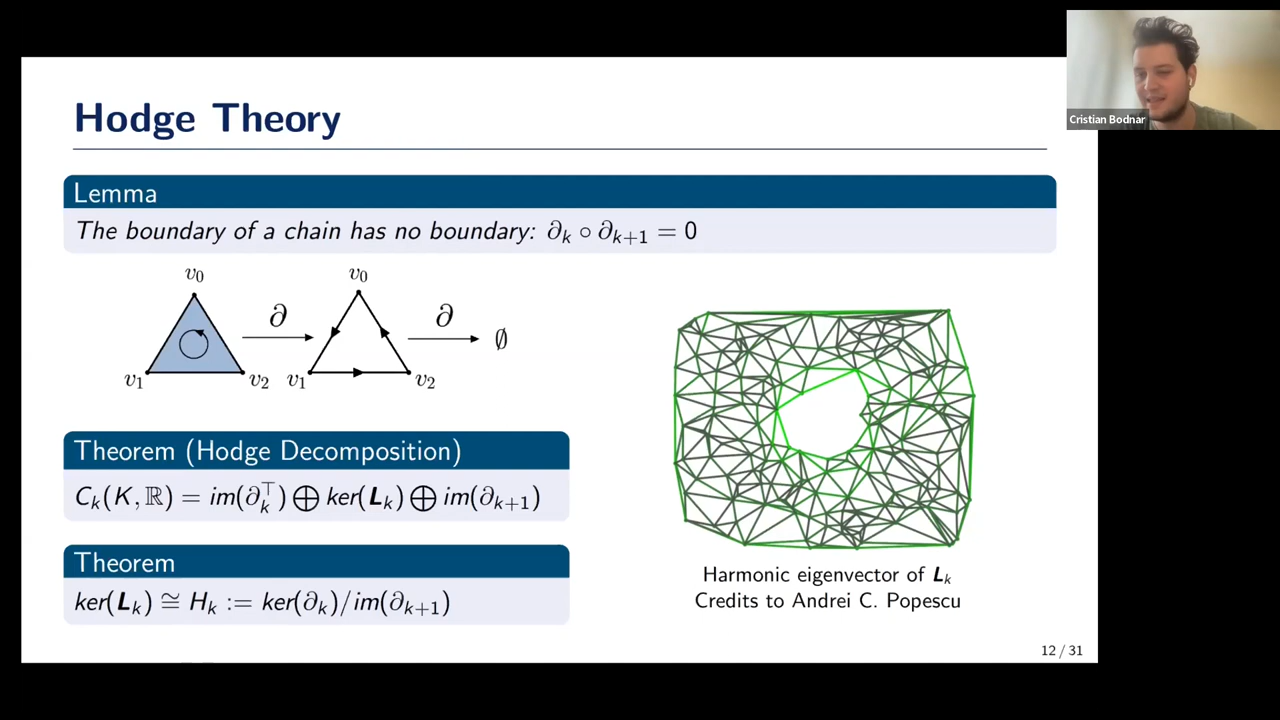 Cristian Bodnar
Hodge Theory
Lemma
The boundary of a chain has no boundary: ∂ₖ ∘ ∂ₖ₊₁ = 0
v₀ v₀
∂ ∂
∅
v₁ v₂ v₁ v₂
Theorem (Hodge Decomposition)
Cₖ(K, ℝ) = im(∂ₖ^⊤) ⨁ ker(𝑳ₖ) ⨁ im(∂ₖ₊₁)
Theorem
ker(𝑳ₖ) ≅ Hₖ := ker(∂ₖ)/im(∂ₖ₊₁)
Harmonic eigenvector of 𝑳ₖ
Credits to Andrei C. Popescu
12 / 31